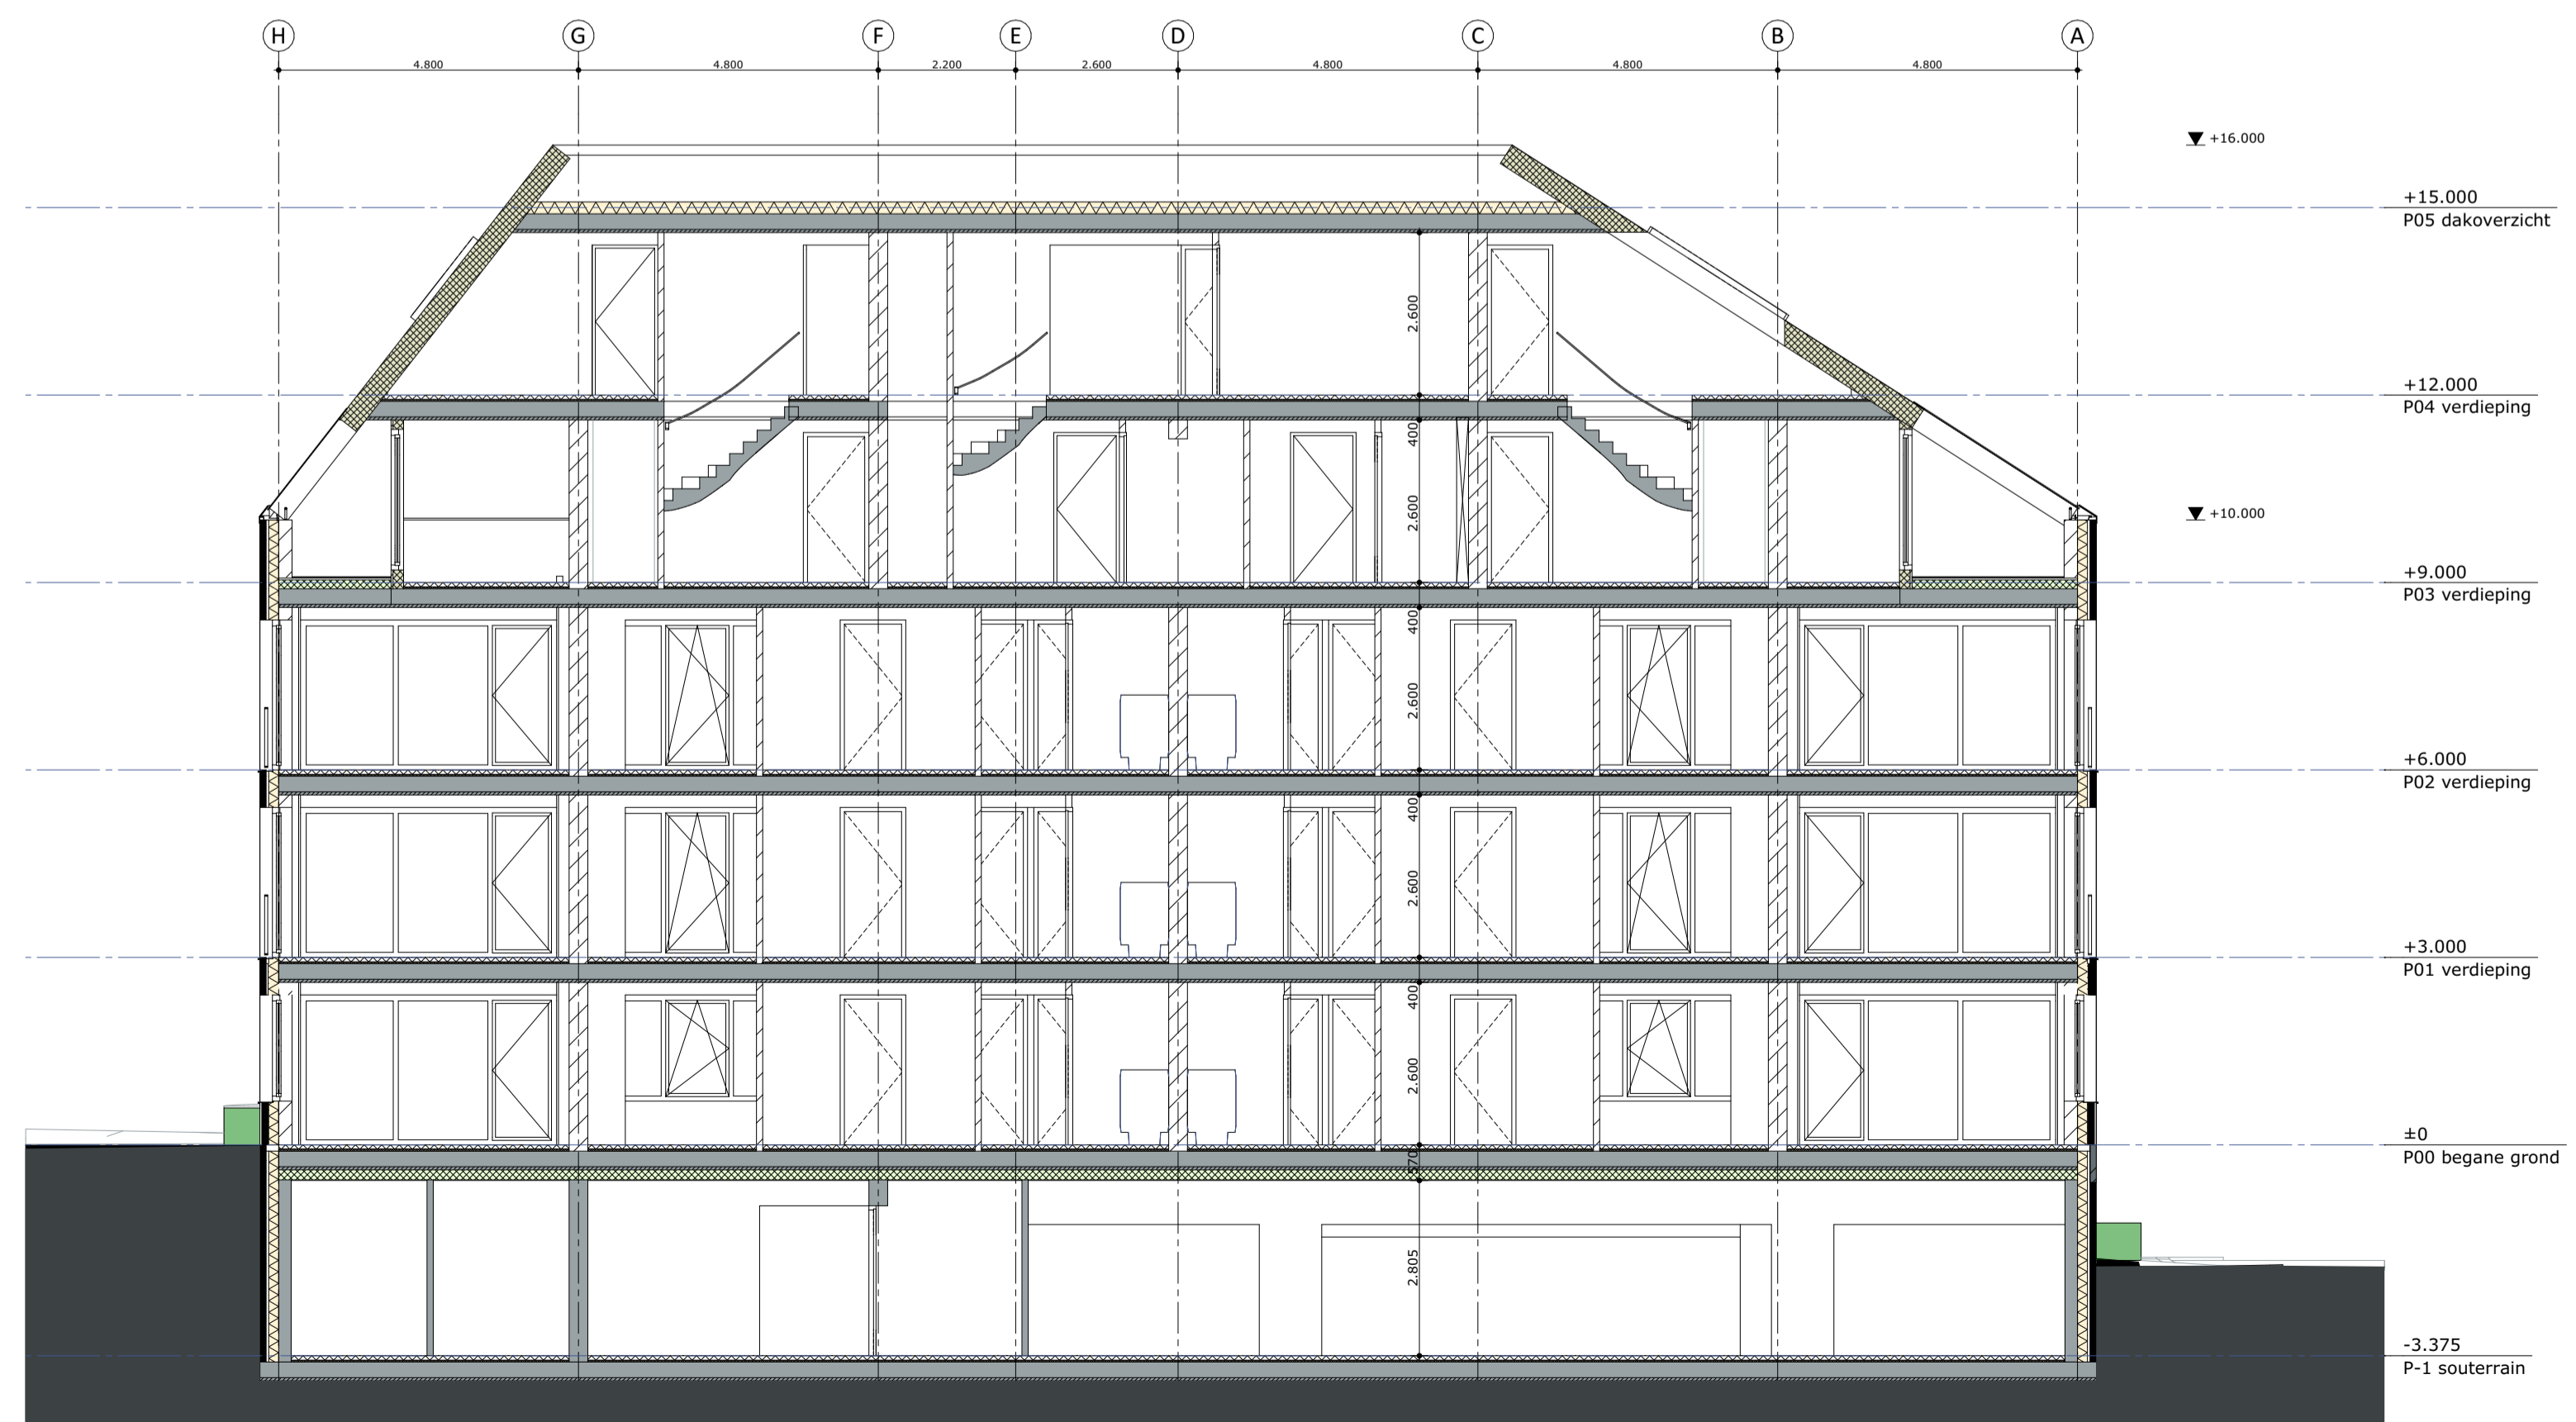 H G F E D C B A
4.800 4.800 2.200 2.600 4.800 4.800 4.800
+16.000
+15.000
P05 dakoverzicht
2.600
+12.000
P04 verdieping
400
2.600
+10.000
+9.000
P03 verdieping
400
2.600
+6.000
P02 verdieping
400
2.600
+3.000
P01 verdieping
400
2.600
±0
P00 begane grond
570
2.805
-3.375
P-1 souterrain